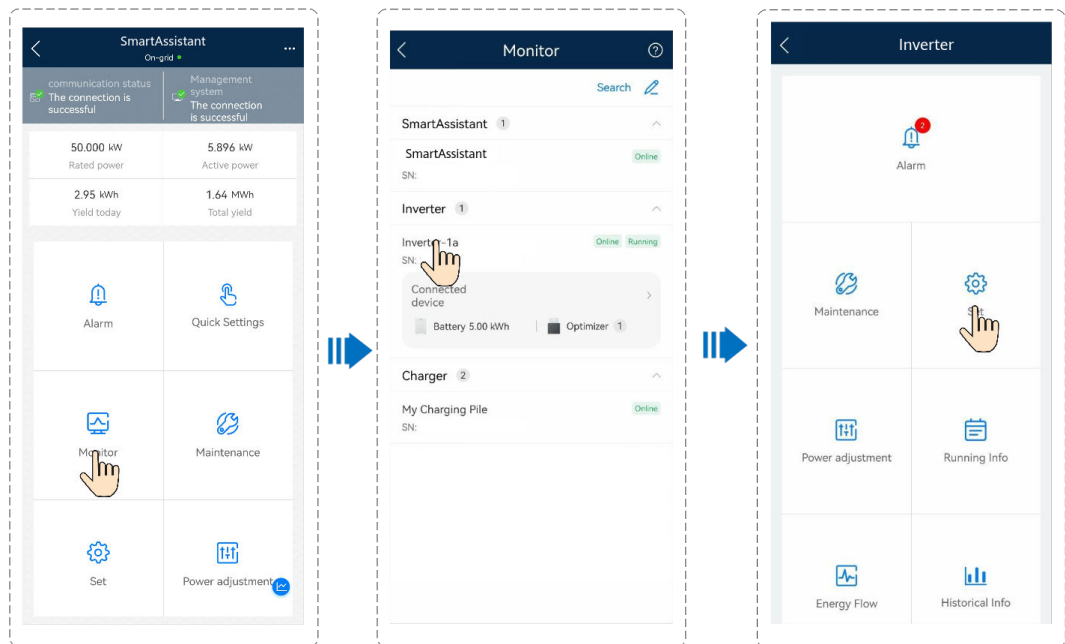 SmartAssistant
...
On-grid
communication status
The connection is
successful
Management
system
The connection
is successful
50.000 kW
Rated power
5.896 kW
Active power
2.95 kWh
Yield today
1.64 MWh
Total yield
Alarm
Quick Settings
Monitor
Maintenance
Set
Power adjustment
Monitor
?
Search
SmartAssistant 1
SmartAssistant
Online
SN:
Inverter 1
Inverter-1a
Online Running
SN:
Connected
device
Battery 5.00 kWh
Optimizer 1
Charger 2
My Charging Pile
Online
SN:
Inverter
2
Alarm
Maintenance
Set
Power adjustment
Running Info
Energy Flow
Historical Info